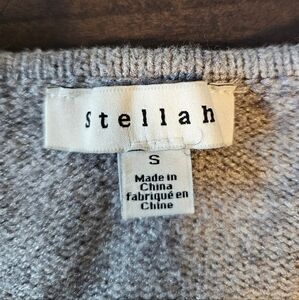 stellah
S
Made in
China
fabriqué en
Chine